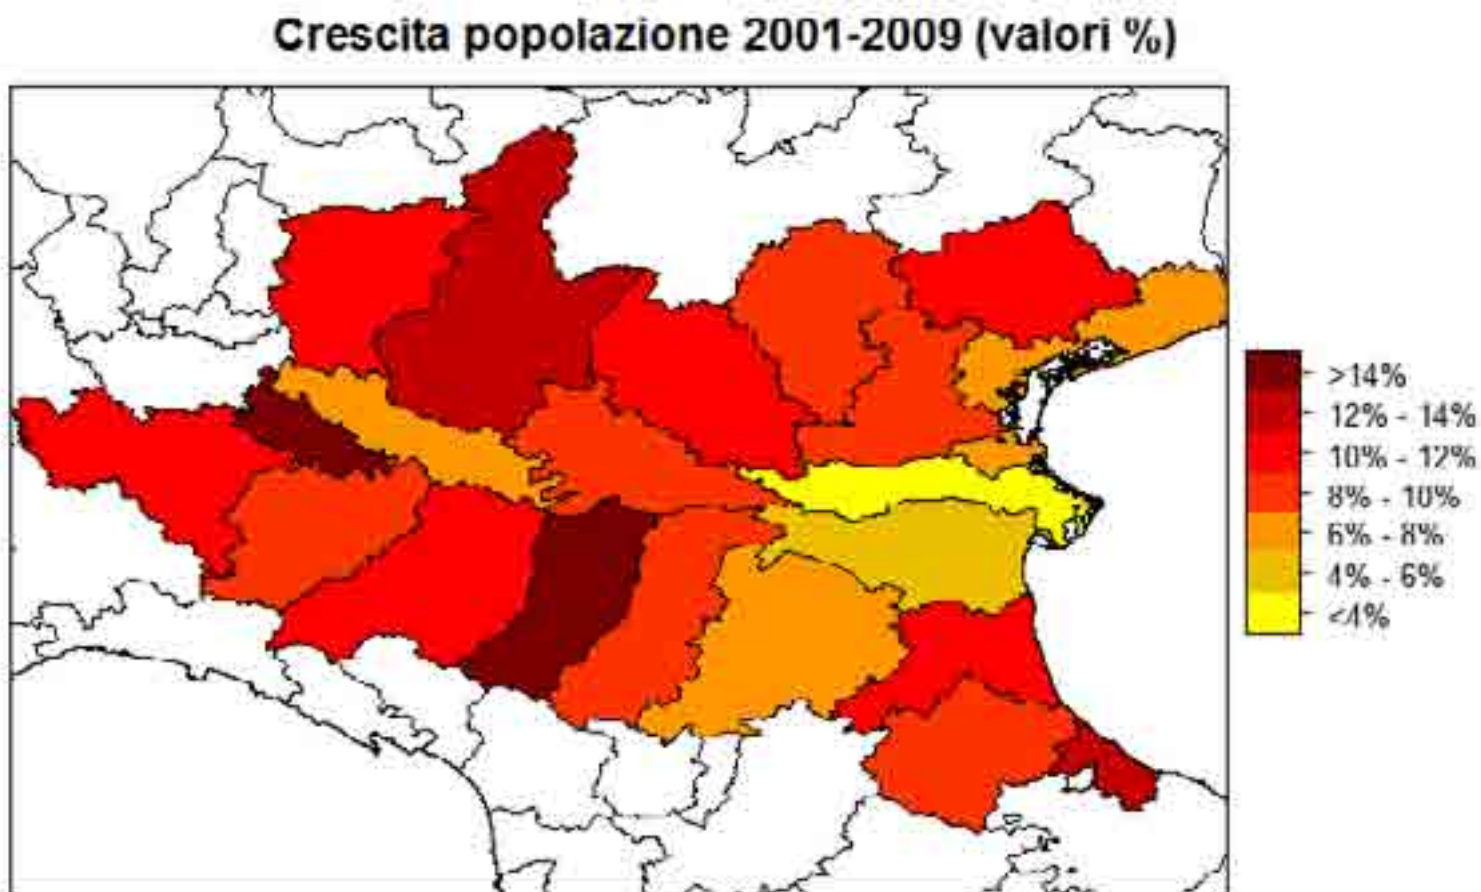 Crescita popolazione 2001-2009 (valori %)
>14%
12% - 14%
10% - 12%
8% - 10%
6% - 8%
4% - 6%
<4%